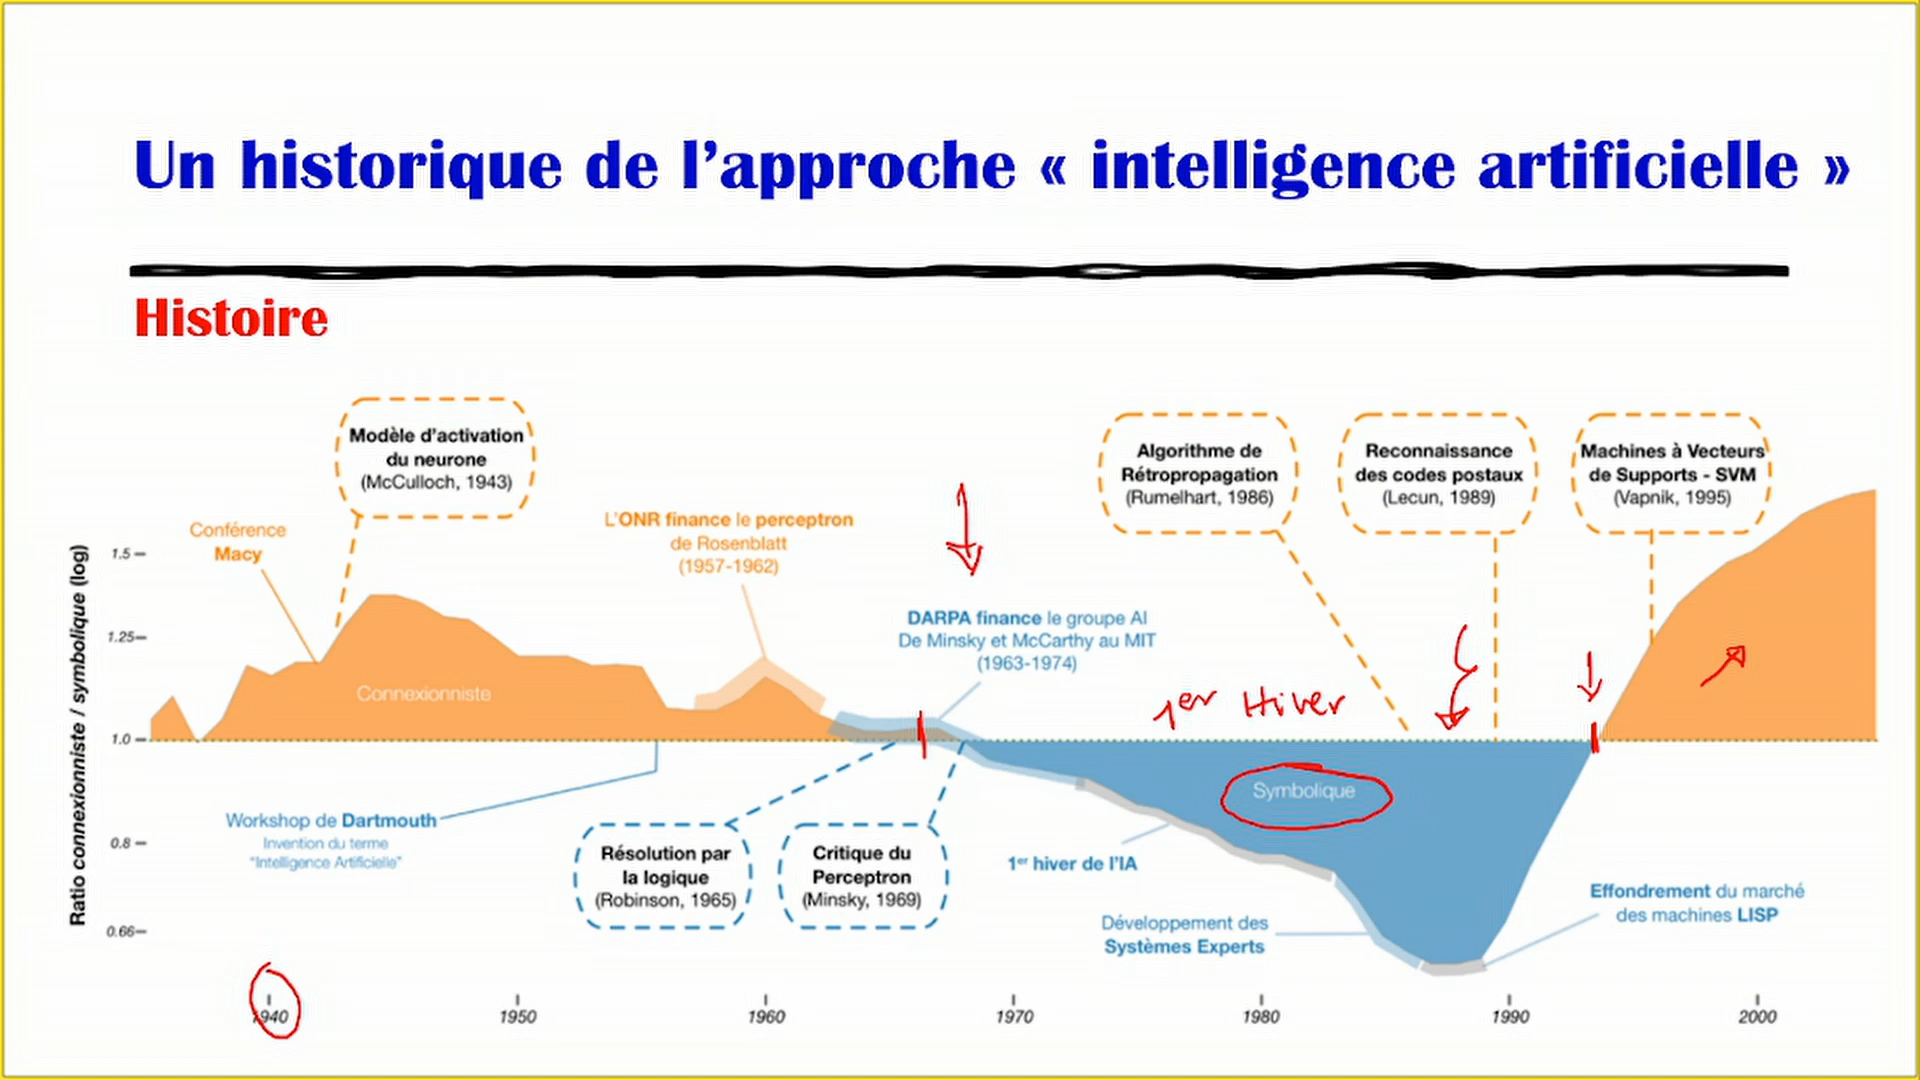 Un historique de l'approche « intelligence artificielle »
Histoire
Modèle d'activation
du neurone
(McCulloch, 1943)
Conférence
Macy
L'ONR finance le perceptron
de Rosenblatt
(1957-1962)
DARPA finance le groupe AI
De Minsky et McCarthy au MIT
(1963-1974)
Algorithme de
Rétropropagation
(Rumelhart, 1986)
Reconnaissance
des codes postaux
(Lecun, 1989)
Machines à Vecteurs
de Supports - SVM
(Vapnik, 1995)
Ratio connexionniste / symbolique (log)
1.5
1.25
1.0
0.8
0.66
Connexionniste
1er Hiver
Symbolique
Workshop de Dartmouth
Invention du terme
"Intelligence Artificielle"
Résolution par
la logique
(Robinson, 1965)
Critique du
Perceptron
(Minsky, 1969)
1er hiver de l'IA
Développement des
Systèmes Experts
Effondrement du marché
des machines LISP
1940 1950 1960 1970 1980 1990 2000